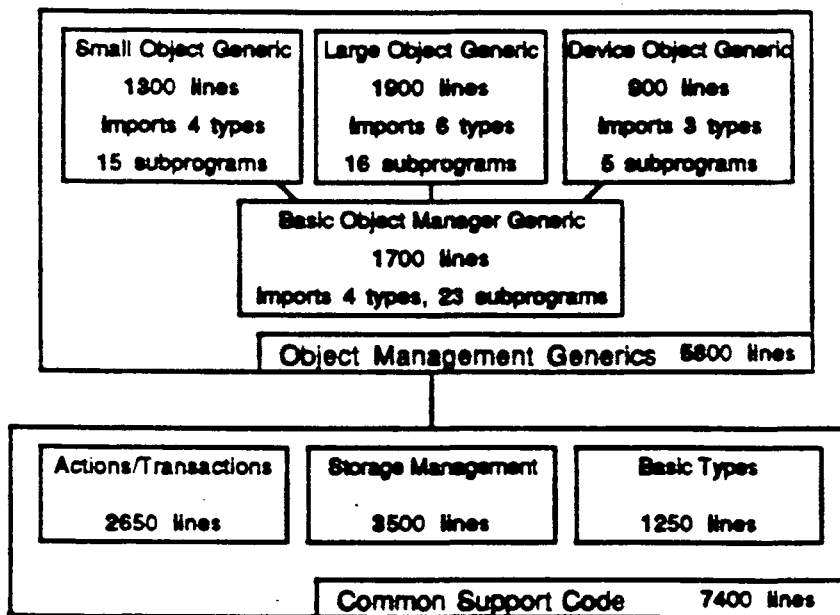 Small Object Generic
1300 lines
Imports 4 types
15 subprograms
Large Object Generic
1900 lines
Imports 6 types
16 subprograms
Device Object Generic
900 lines
Imports 3 types
5 subprograms
Basic Object Manager Generic
1700 lines
Imports 4 types, 23 subprograms
Object Management Generics 5800 lines
Actions/Transactions
2650 lines
Storage Management
3500 lines
Basic Types
1250 lines
Common Support Code 7400 lines